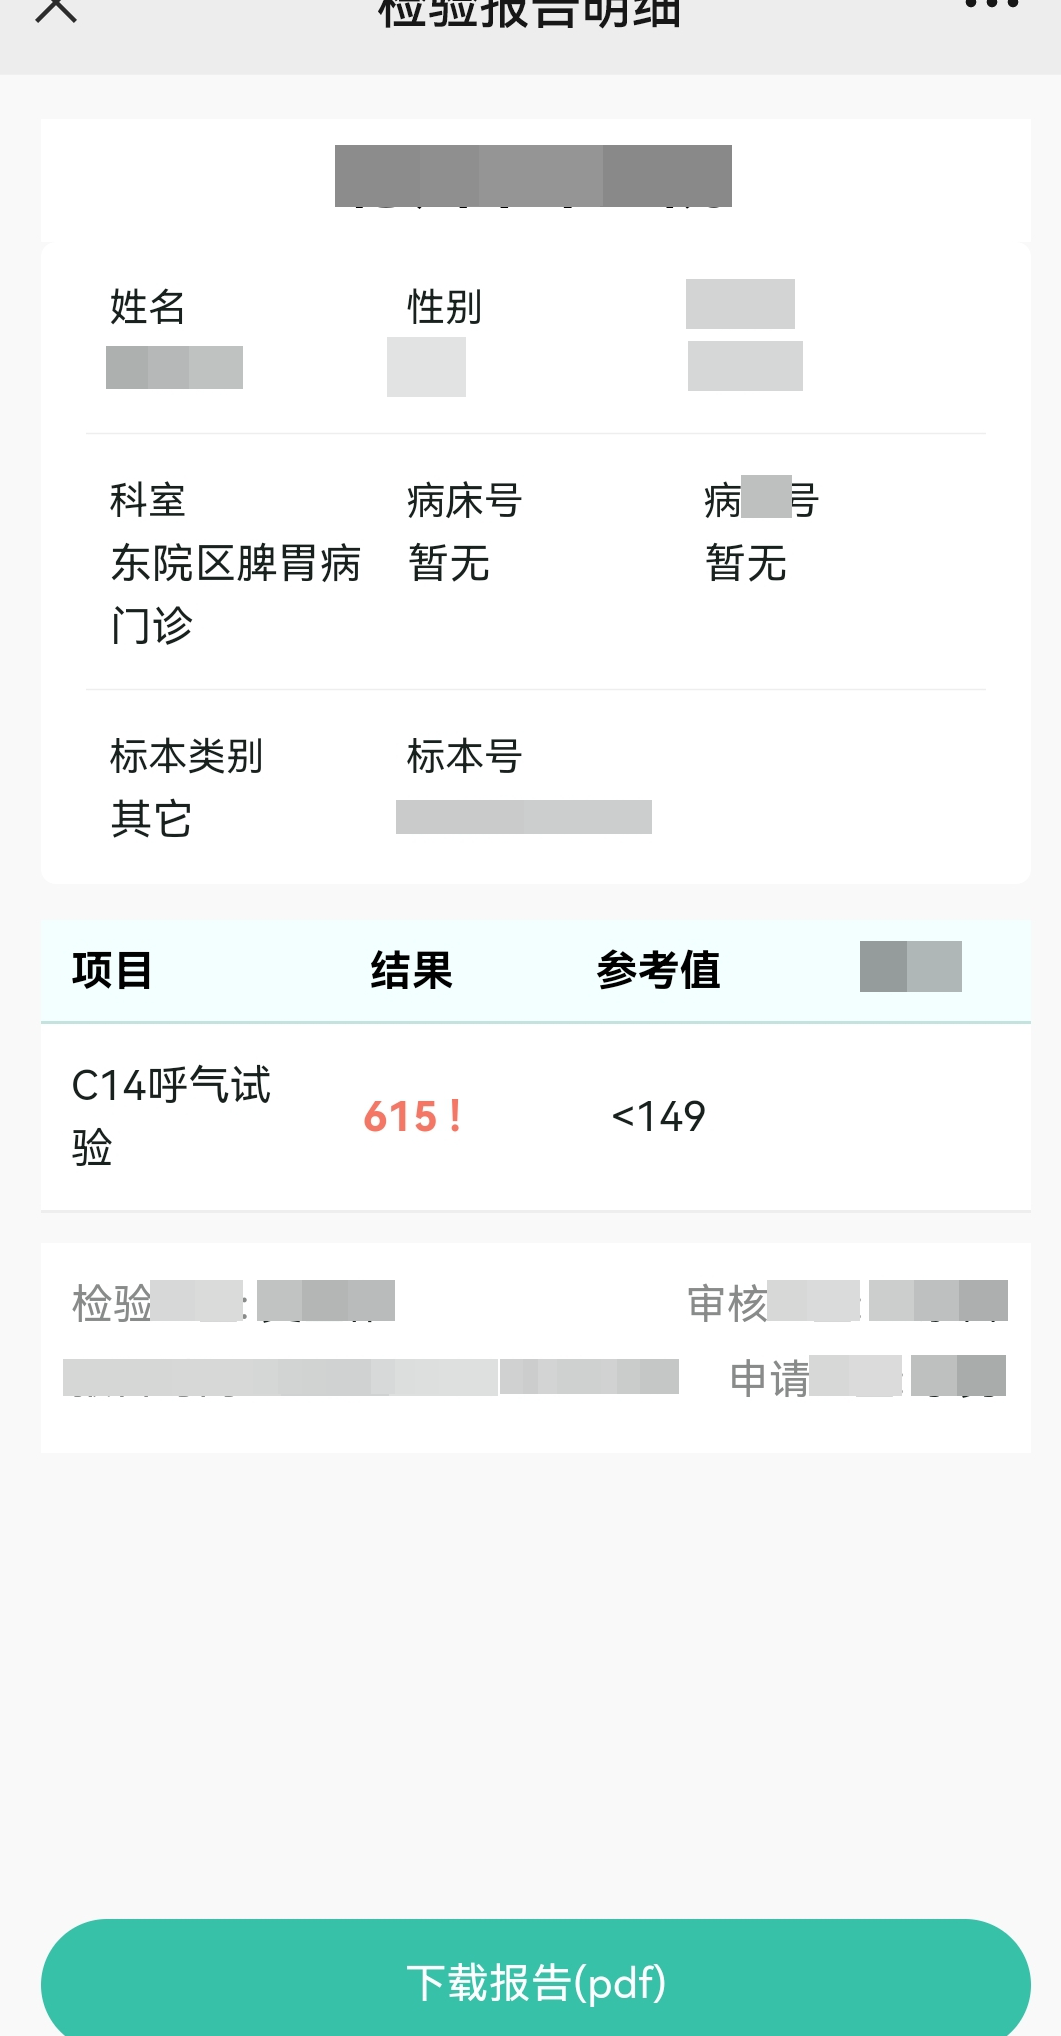 检验报告明细
姓名 性别
科室 病床号 病 号
东院区脾胃病 暂无 暂无
门诊
标本类别 标本号
其它
项目 结果 参考值
C14呼气试
验 615! <149
检验 : 审核 :
申请 :
下载报告(pdf)